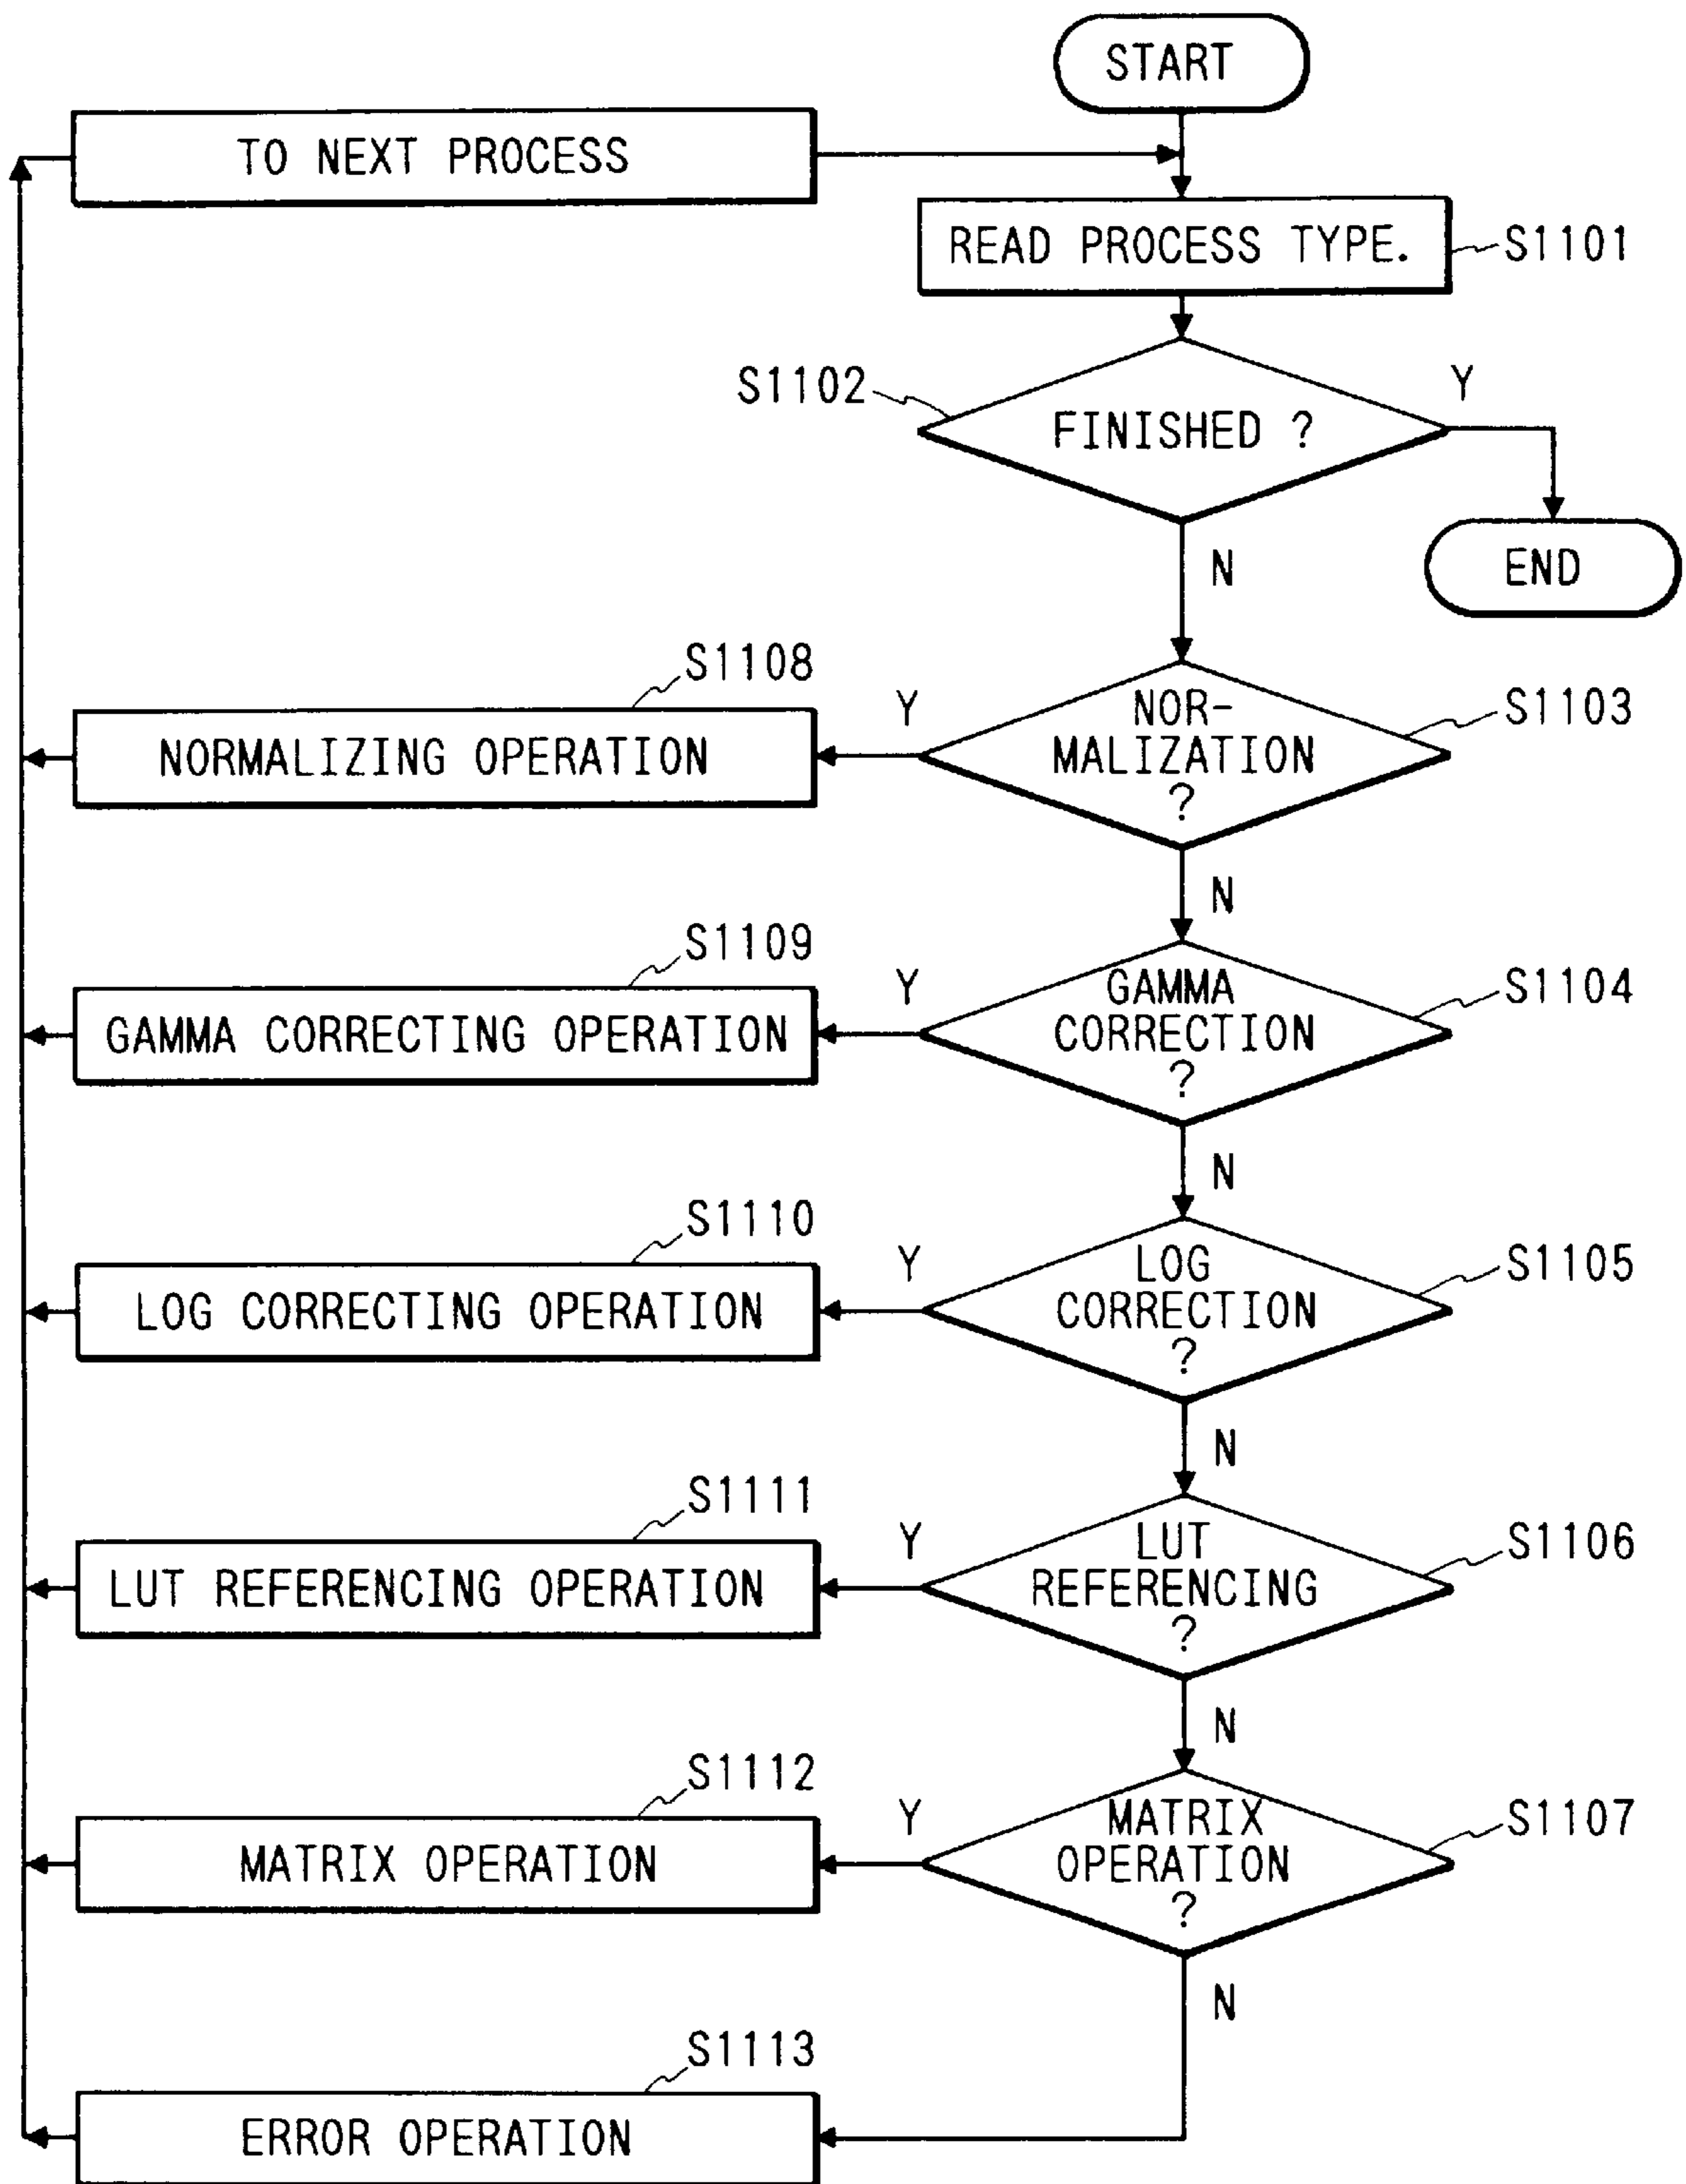 START
TO NEXT PROCESS
READ PROCESS TYPE.
S1101
S1102
FINISHED ?
Y
END
N
S1108
NORMALIZING OPERATION
Y
NOR-
MALIZATION
?
S1103
N
S1109
GAMMA CORRECTING OPERATION
Y
GAMMA
CORRECTION
?
S1104
N
S1110
LOG CORRECTING OPERATION
Y
LOG
CORRECTION
?
S1105
N
S1111
LUT REFERENCING OPERATION
Y
LUT
REFERENCING
?
S1106
N
S1112
MATRIX OPERATION
Y
MATRIX
OPERATION
?
S1107
N
S1113
ERROR OPERATION